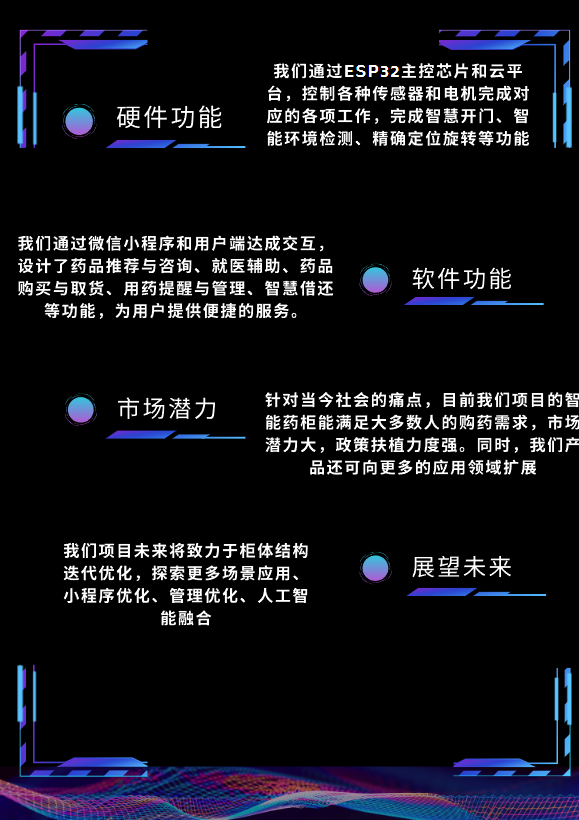 硬件功能
我们通过ESP32主控芯片和云平
台，控制各种传感器和电机完成对
应的各项工作，完成智慧开门、智
能环境检测、精确定位旋转等功能
我们通过微信小程序和用户端达成交互，
设计了药品推荐与咨询、就医辅助、药品
购买与取货、用药提醒与管理、智慧借还
等功能，为用户提供便捷的服务。
软件功能
市场潜力
针对当今社会的痛点，目前我们项目的智
能药柜能满足大多数人的购药需求，市场
潜力大，政策扶植力度强。同时，我们产
品还可向更多的应用领域扩展
我们项目未来将致力于柜体结构
迭代优化，探索更多场景应用、
小程序优化、管理优化、人工智
能融合
展望未来